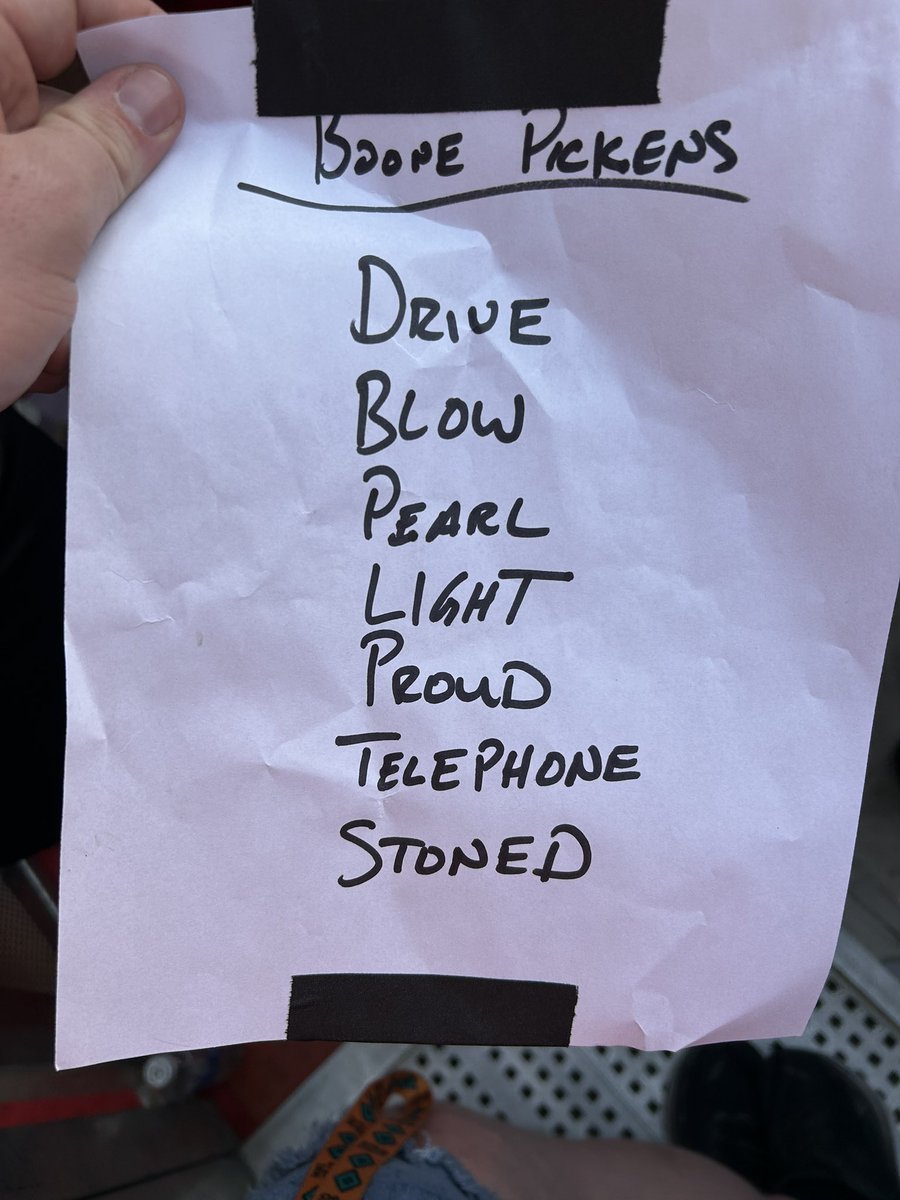 BOONE PICKENS
DRIVE
BLOW
PEARL
LIGHT
PROUD
TELEPHONE
STONED